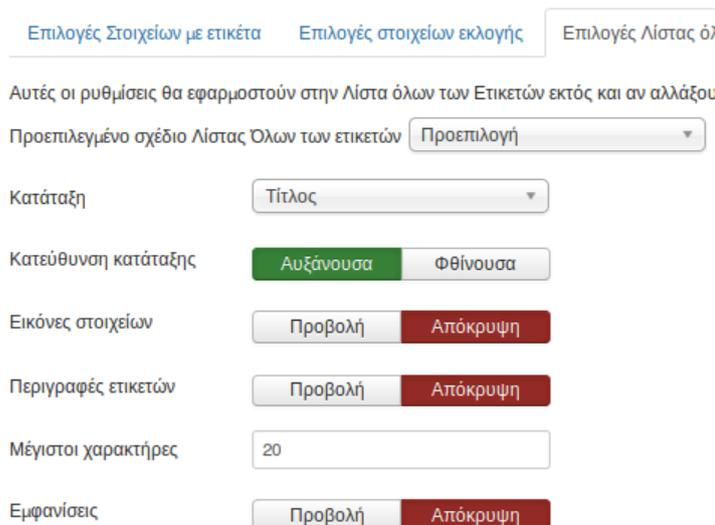 Επιλογές Στοιχείων με ετικέτα Επιλογές στοιχείων εκλογής Επιλογές Λίστας
Αυτές οι ρυθμίσεις θα εφαρμοστούν στην Λίστα όλων των Ετικετών εκτός και αν
Προεπιλεγμένο σχέδιο Λίστας Όλων των ετικετών Προεπιλογή
Κατάταξη Τίτλος
Κατεύθυνση κατάταξης Αυξάνουσα Φθίνουσα
Εικόνες στοιχείων Προβολή Απόκρυψη
Περιγραφές ετικετών Προβολή Απόκρυψη
Μέγιστοι χαρακτήρες 20
Εμφανίσεις Προβολή Απόκρυψη